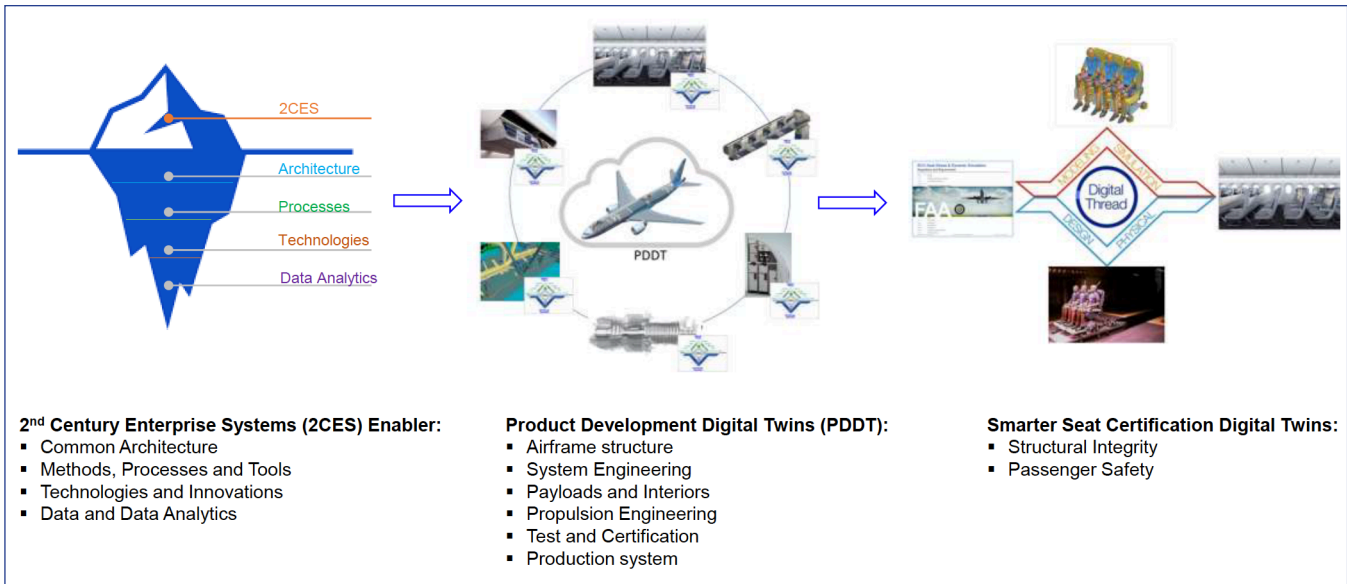 2CES
Architecture
Processes
Technologies
Data Analytics
PDDT
FAA
MODELING
SIMULATION
Digital
Thread
DESIGN
PHYSICAL
2nd Century Enterprise Systems (2CES) Enabler:
▪ Common Architecture
▪ Methods, Processes and Tools
▪ Technologies and Innovations
▪ Data and Data Analytics
Product Development Digital Twins (PDDT):
▪ Airframe structure
▪ System Engineering
▪ Payloads and Interiors
▪ Propulsion Engineering
▪ Test and Certification
▪ Production system
Smarter Seat Certification Digital Twins:
▪ Structural Integrity
▪ Passenger Safety